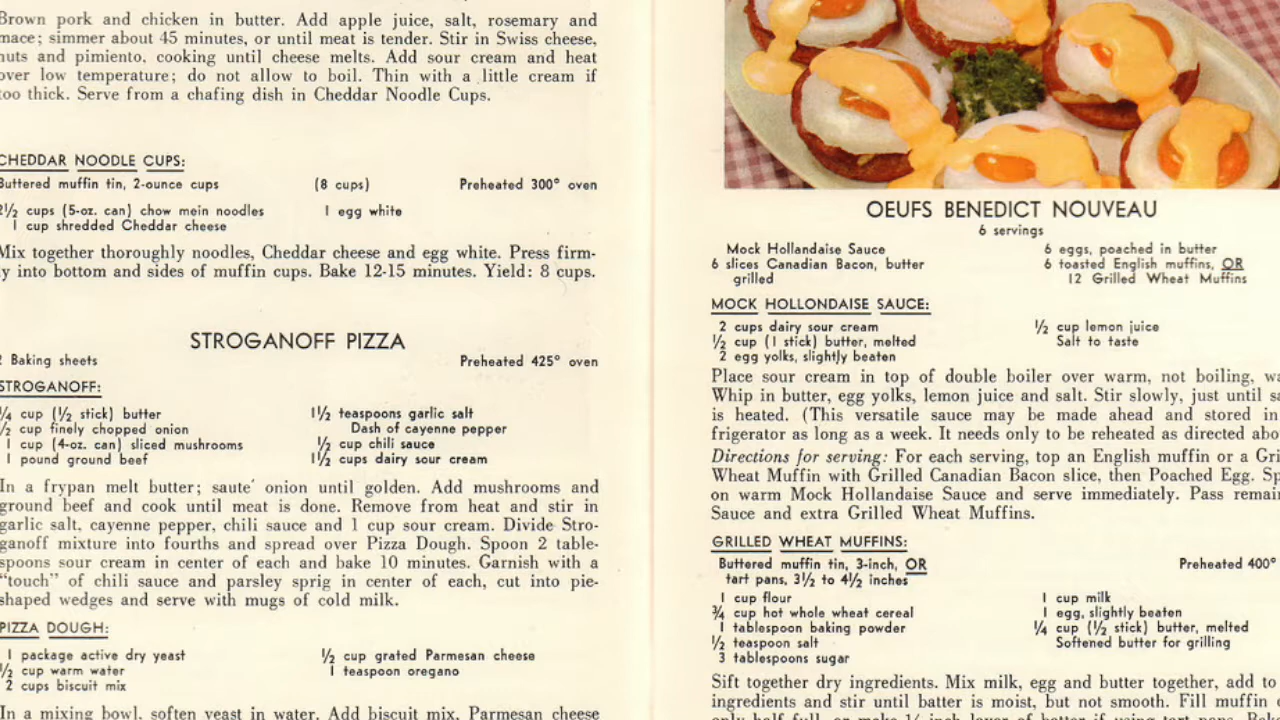 Brown pork and chicken in butter. Add apple juice, salt, rosemary and
mace; simmer about 45 minutes, or until meat is tender. Stir in Swiss cheese,
nuts and pimiento, cooking until cheese melts. Add sour cream and heat
over low temperature; do not allow to boil. Thin with a little cream if
too thick. Serve from a chafing dish in Cheddar Noodle Cups.
CHEDDAR NOODLE CUPS:
Buttered muffin tin, 2-ounce cups (8 cups) Preheated 300° oven
2½ cups (5-oz. can) chow mein noodles 1 egg white
1 cup shredded Cheddar cheese
Mix together thoroughly noodles, Cheddar cheese and egg white. Press firm-
ly into bottom and sides of muffin cups. Bake 12-15 minutes. Yield: 8 cups.
STROGANOFF PIZZA
2 Baking sheets Preheated 425° oven
STROGANOFF:
¼ cup (½ stick) butter 1½ teaspoons garlic salt
½ cup finely chopped onion Dash of cayenne pepper
1 cup (4-oz. can) sliced mushrooms ½ cup chili sauce
1 pound ground beef 1½ cups dairy sour cream
In a frypan melt butter; saute' onion until golden. Add mushrooms and
ground beef and cook until meat is done. Remove from heat and stir in
garlic salt, cayenne pepper, chili sauce and 1 cup sour cream. Divide Stro-
ganoff mixture into fourths and spread over Pizza Dough. Spoon 2 table-
spoons sour cream in center of each and bake 10 minutes. Garnish with a
"touch" of chili sauce and parsley sprig in center of each, cut into pie-
shaped wedges and serve with mugs of cold milk.
PIZZA DOUGH:
1 package active dry yeast ½ cup grated Parmesan cheese
½ cup warm water 1 teaspoon oregano
2 cups biscuit mix
In a mixing bowl, soften yeast in water. Add biscuit mix, Parmesan cheese
OEUFS BENEDICT NOUVEAU
6 servings
Mock Hollandaise Sauce 6 eggs, poached in butter
6 slices Canadian Bacon, butter 6 toasted English muffins, OR
grilled 12 Grilled Wheat Muffins
MOCK HOLLONDAISE SAUCE:
2 cups dairy sour cream ½ cup lemon juice
½ cup (1 stick) butter, melted Salt to taste
2 egg yolks, slightly beaten
Place sour cream in top of double boiler over warm, not boiling, wa
Whip in butter, egg yolks, lemon juice and salt. Stir slowly, just until sa
is heated. (This versatile sauce may be made ahead and stored in
frigerator as long as a week. It needs only to be reheated as directed abo
Directions for serving: For each serving, top an English muffin or a Gri
Wheat Muffin with Grilled Canadian Bacon slice, then Poached Egg. Sp
on warm Mock Hollandaise Sauce and serve immediately. Pass remai
Sauce and extra Grilled Wheat Muffins.
GRILLED WHEAT MUFFINS:
Buttered muffin tin, 3-inch, OR Preheated 400°
tart pans, 3½ to 4½ inches
1 cup flour 1 cup milk
¾ cup hot whole wheat cereal 1 egg, slightly beaten
1 tablespoon baking powder ¼ cup (½ stick) butter, melted
½ teaspoon salt Softened butter for grilling
3 tablespoons sugar
Sift together dry ingredients. Mix milk, egg and butter together, add to
ingredients and stir until batter is moist, but not smooth. Fill muffin